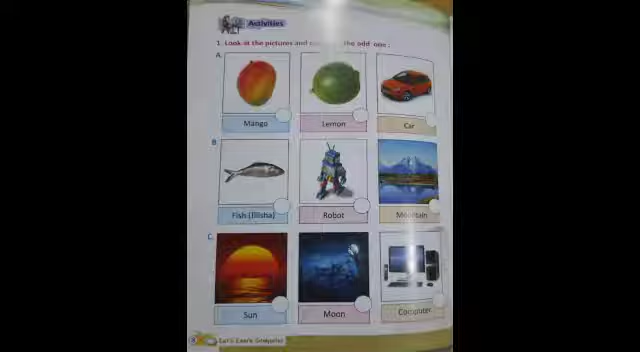 Activities
1. Look at the pictures and the odd one :
A.
Mango Lemon Car
B.
Fish (Illisha) Robot Mountain
C.
Sun Moon Computer
Let's Learn Computer